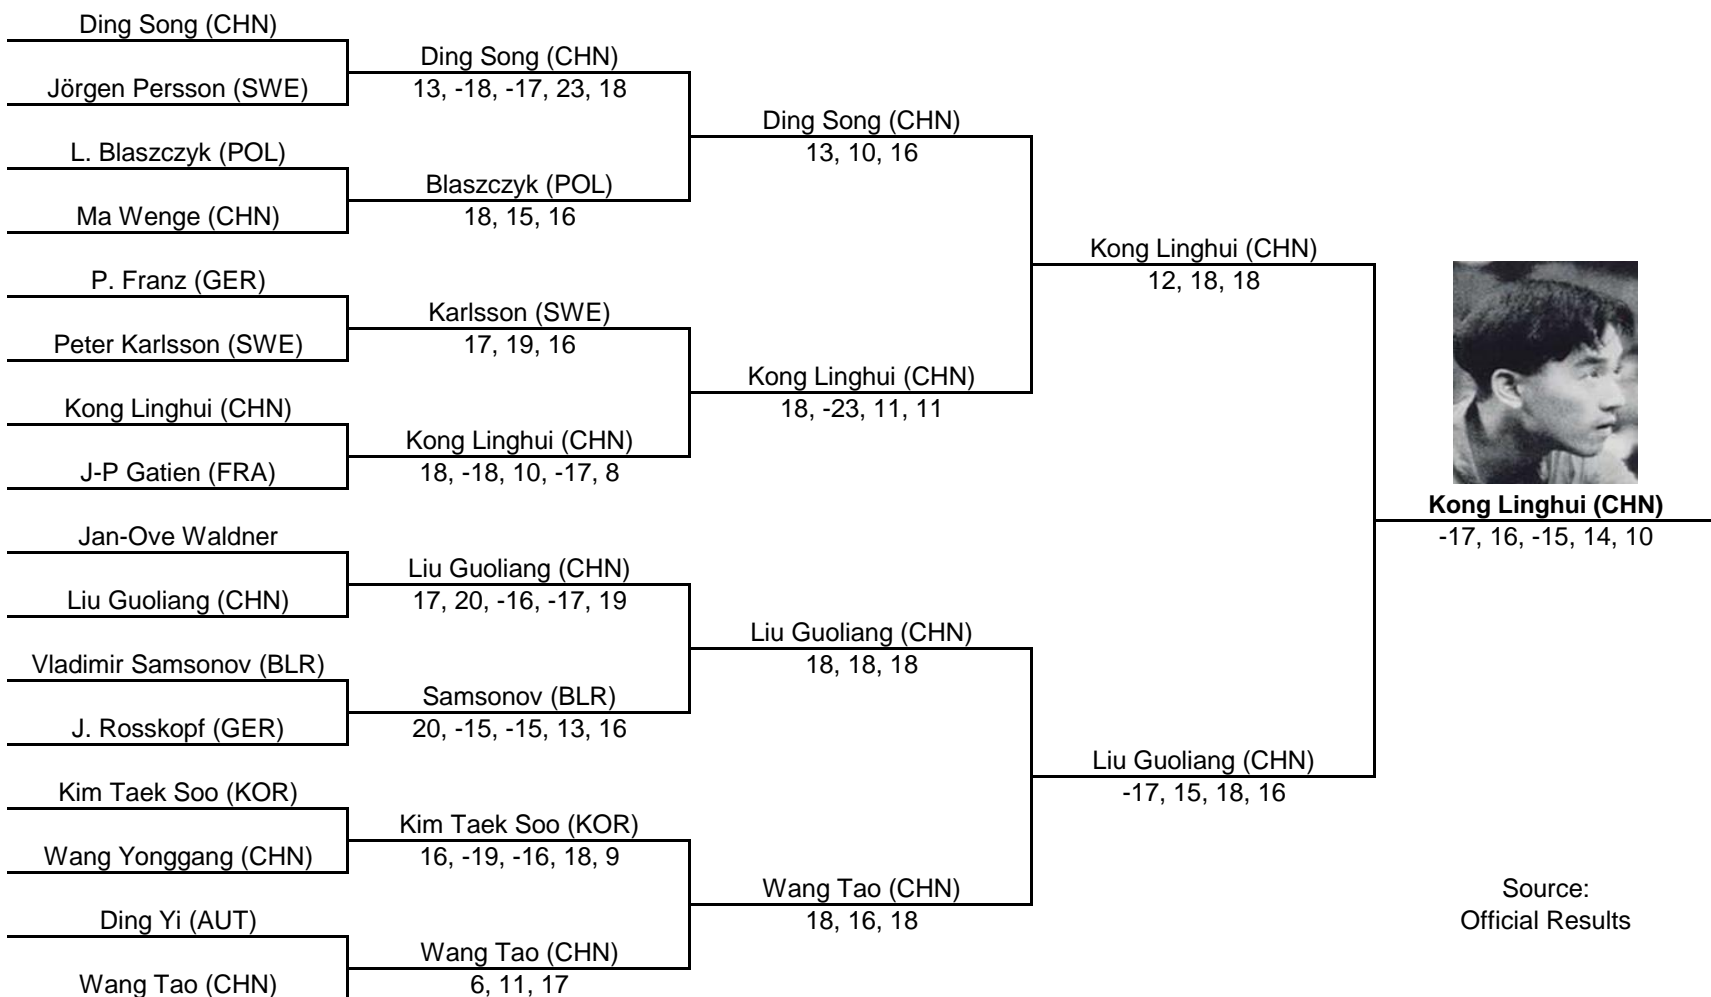 Ding Song (CHN)
Jörgen Persson (SWE)
L. Blaszczyk (POL)
Ma Wenge (CHN)
P. Franz (GER)
Peter Karlsson (SWE)
Kong Linghui (CHN)
J-P Gatien (FRA)
Jan-Ove Waldner
Liu Guoliang (CHN)
Vladimir Samsonov (BLR)
J. Rosskopf (GER)
Kim Taek Soo (KOR)
Wang Yonggang (CHN)
Ding Yi (AUT)
Wang Tao (CHN)
Ding Song (CHN)
13, -18, -17, 23, 18
Blaszczyk (POL)
18, 15, 16
Karlsson (SWE)
17, 19, 16
Kong Linghui (CHN)
18, -18, 10, -17, 8
Liu Guoliang (CHN)
17, 20, -16, -17, 19
Samsonov (BLR)
20, -15, -15, 13, 16
Kim Taek Soo (KOR)
16, -19, -16, 18, 9
Wang Tao (CHN)
6, 11, 17
Ding Song (CHN)
13, 10, 16
Kong Linghui (CHN)
18, -23, 11, 11
Liu Guoliang (CHN)
18, 18, 18
Wang Tao (CHN)
18, 16, 18
Kong Linghui (CHN)
12, 18, 18
Liu Guoliang (CHN)
-17, 15, 18, 16
Kong Linghui (CHN)
-17, 16, -15, 14, 10
Source:
Official Results